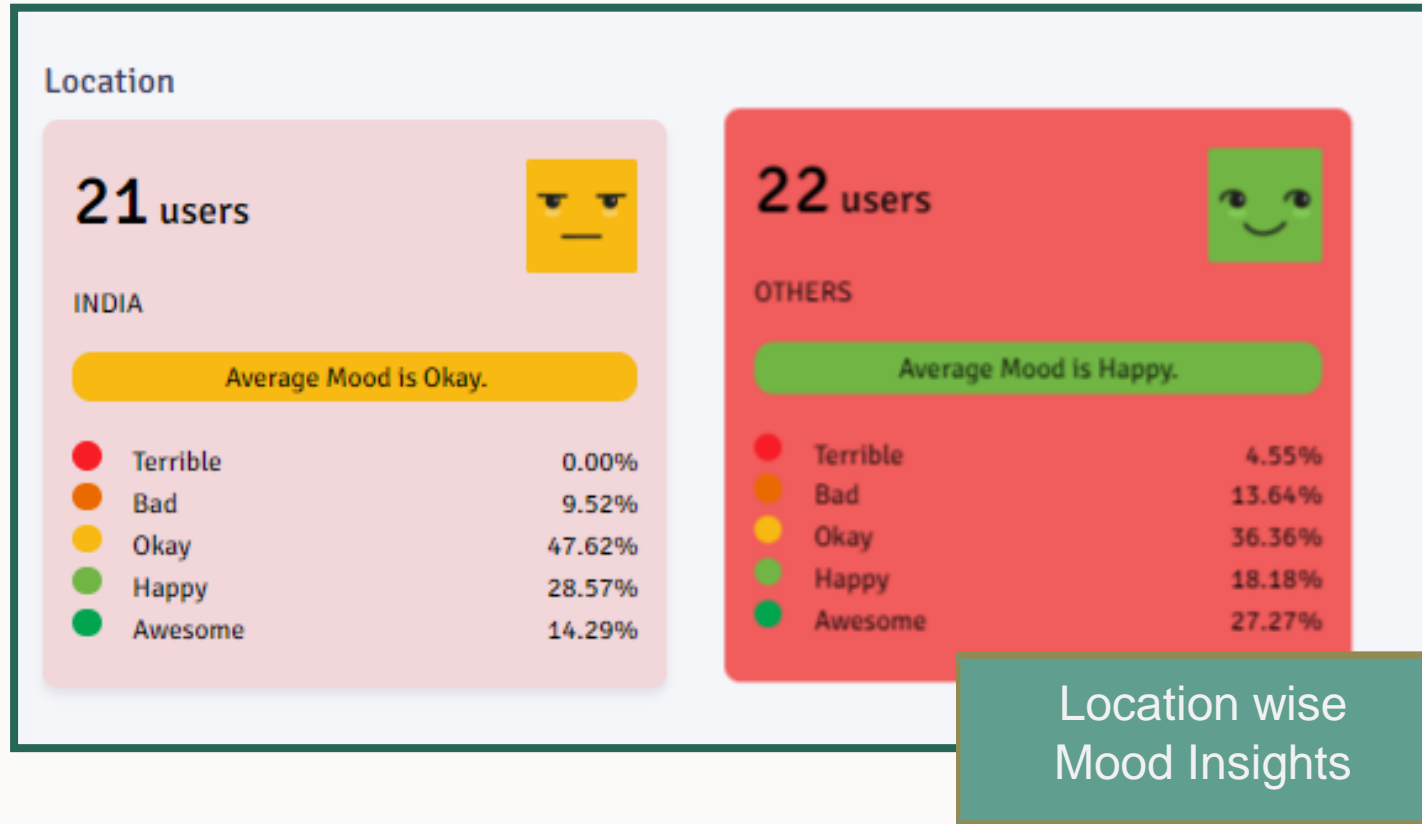 Location
21 users
INDIA
Average Mood is Okay.
Terrible 0.00%
Bad 9.52%
Okay 47.62%
Happy 28.57%
Awesome 14.29%
22 users
OTHERS
Average Mood is Happy.
Terrible 4.55%
Bad 13.64%
Okay 36.36%
Happy 18.18%
Awesome 27.27%
Location wise
Mood Insights